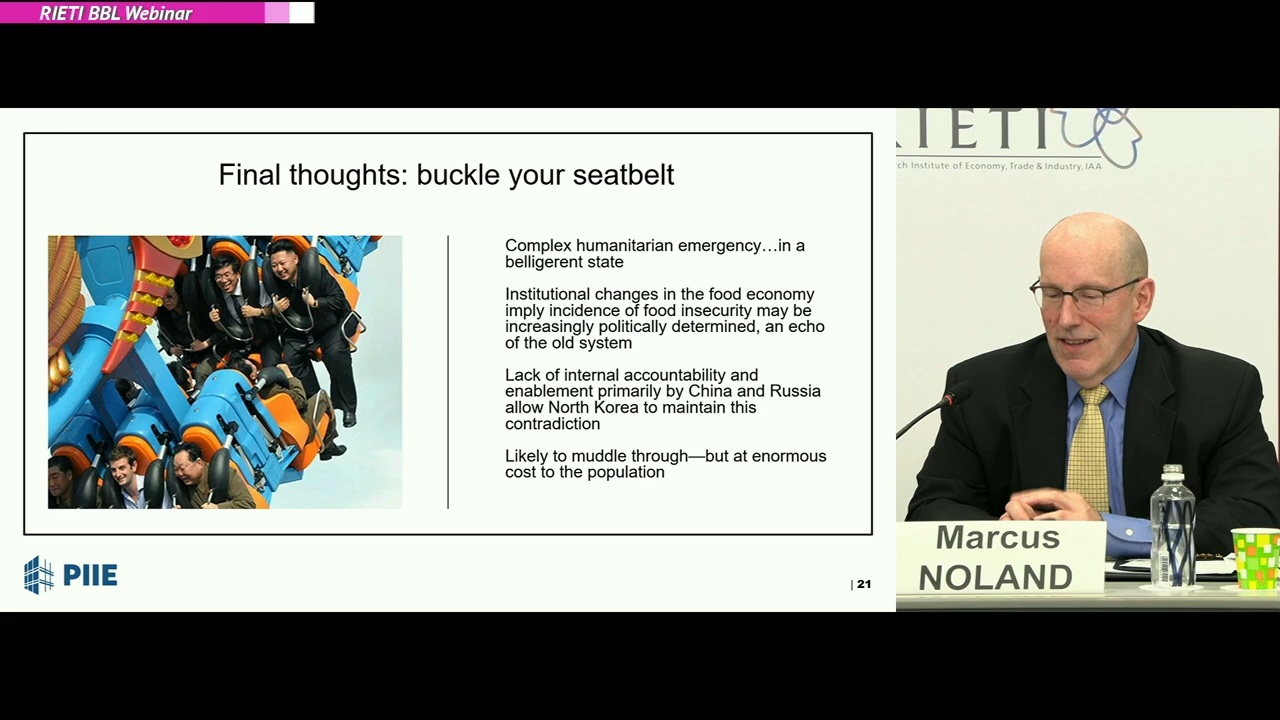 RIETI BBL Webinar
Final thoughts: buckle your seatbelt
Complex humanitarian emergency…in a
belligerent state
Institutional changes in the food economy
imply incidence of food insecurity may be
increasingly politically determined, an echo
of the old system
Lack of internal accountability and
enablement primarily by China and Russia
allow North Korea to maintain this
contradiction
Likely to muddle through—but at enormous
cost to the population
PIIE
| 21
RIETI
rch Institute of Economy, Trade & Industry, IAA
Marcus
NOLAND